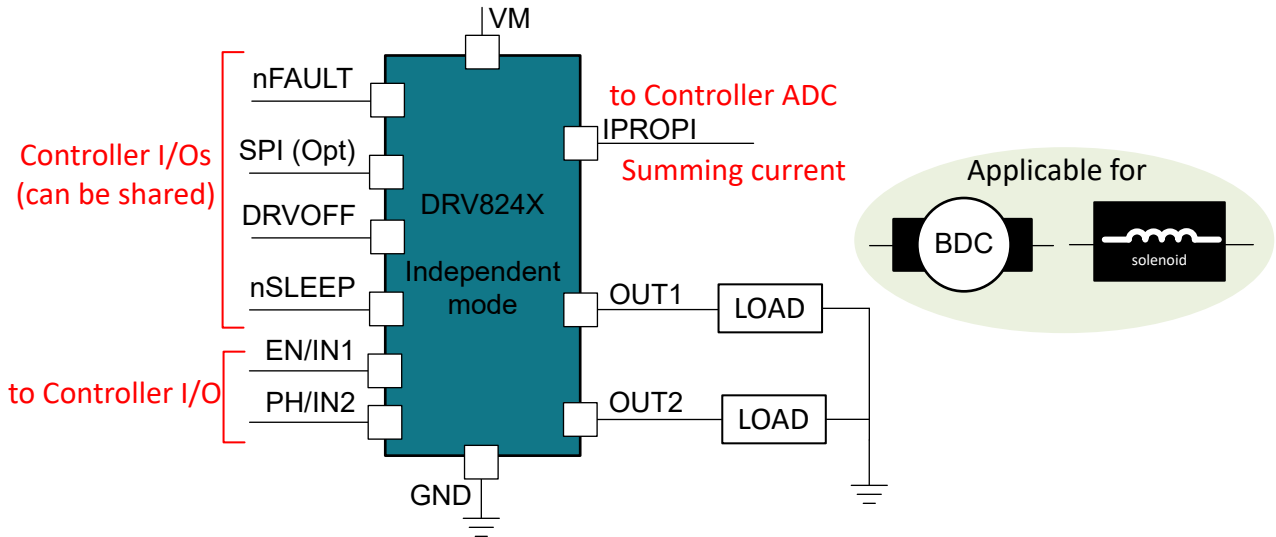 VM
nFAULT
SPI (Opt)
DRVOFF
nSLEEP
EN/IN1
PH/IN2
GND
Controller I/Os
(can be shared)
to Controller I/O
DRV824X
Independent
mode
to Controller ADC
IPROPI
Summing current
OUT1
LOAD
OUT2
LOAD
Applicable for
BDC
solenoid